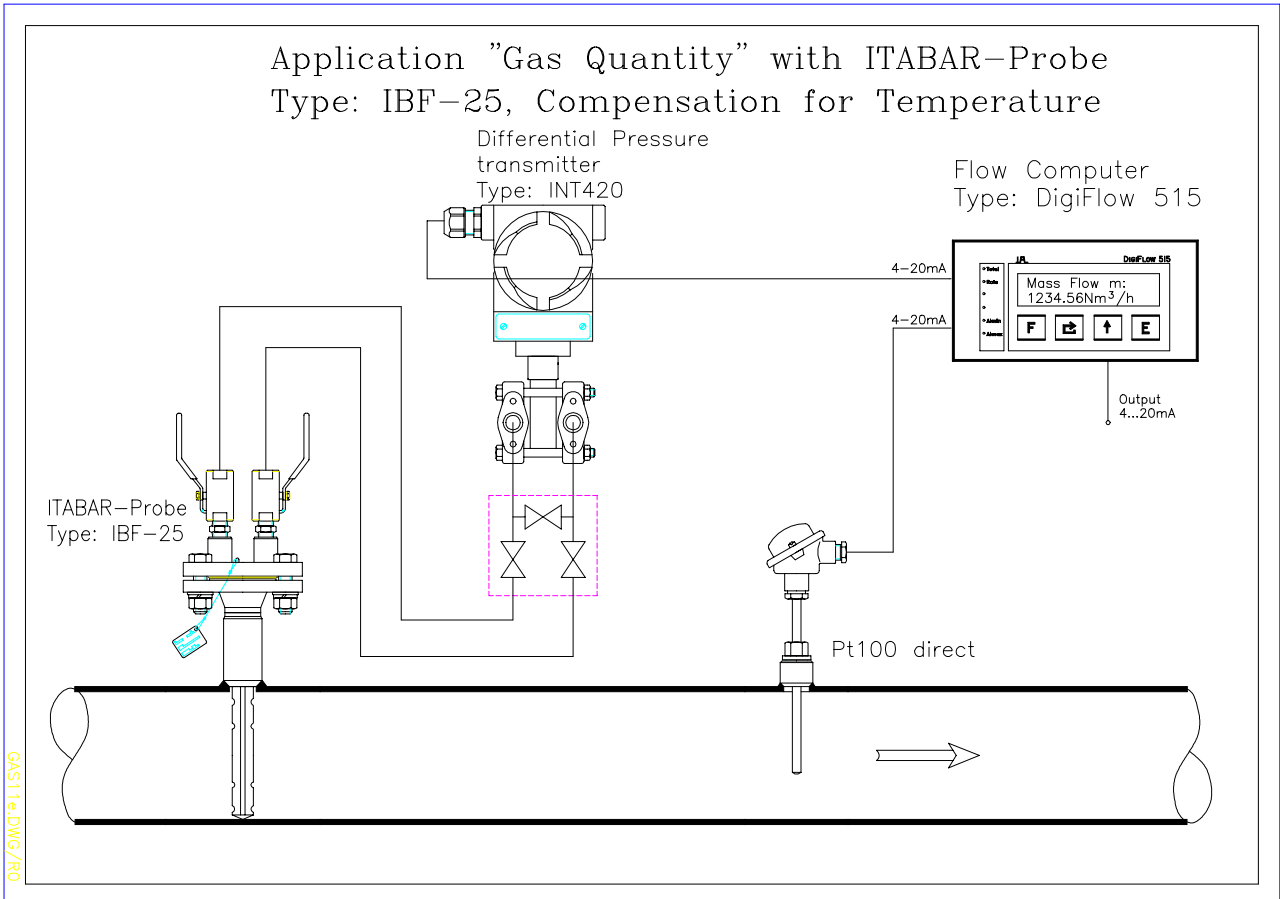 Application "Gas Quantity" with ITABAR-Probe
Type: IBF-25, Compensation for Temperature
Differential Pressure
transmitter
Type: INT420
Flow Computer
Type: DigiFlow 515
4-20mA
4-20mA
DigiFlow 515
Total
Rate
Mass Flow m:
1234.56Nm³/h
F
E
Output
4...20mA
ITABAR-Probe
Type: IBF-25
Pt100 direct
GAS11e.DWG/RO